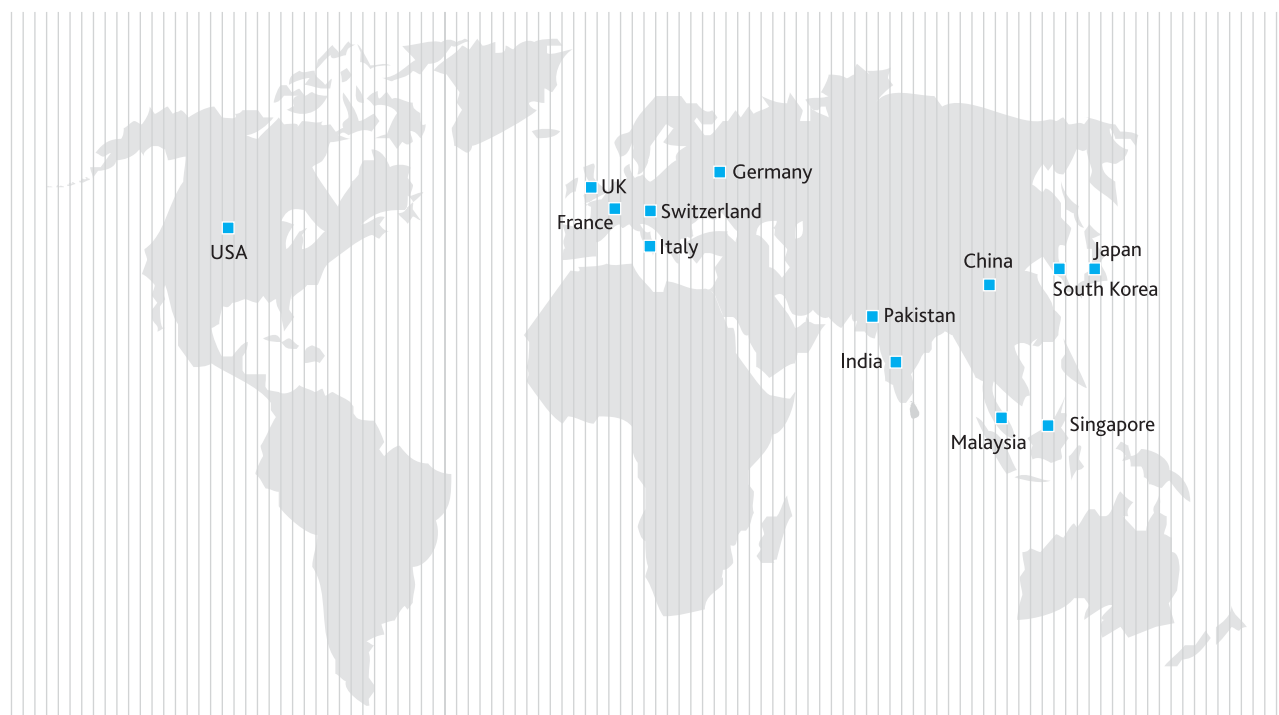 Germany
UK
Switzerland
France
Italy
USA
Japan
China
South Korea
Pakistan
India
Singapore
Malaysia